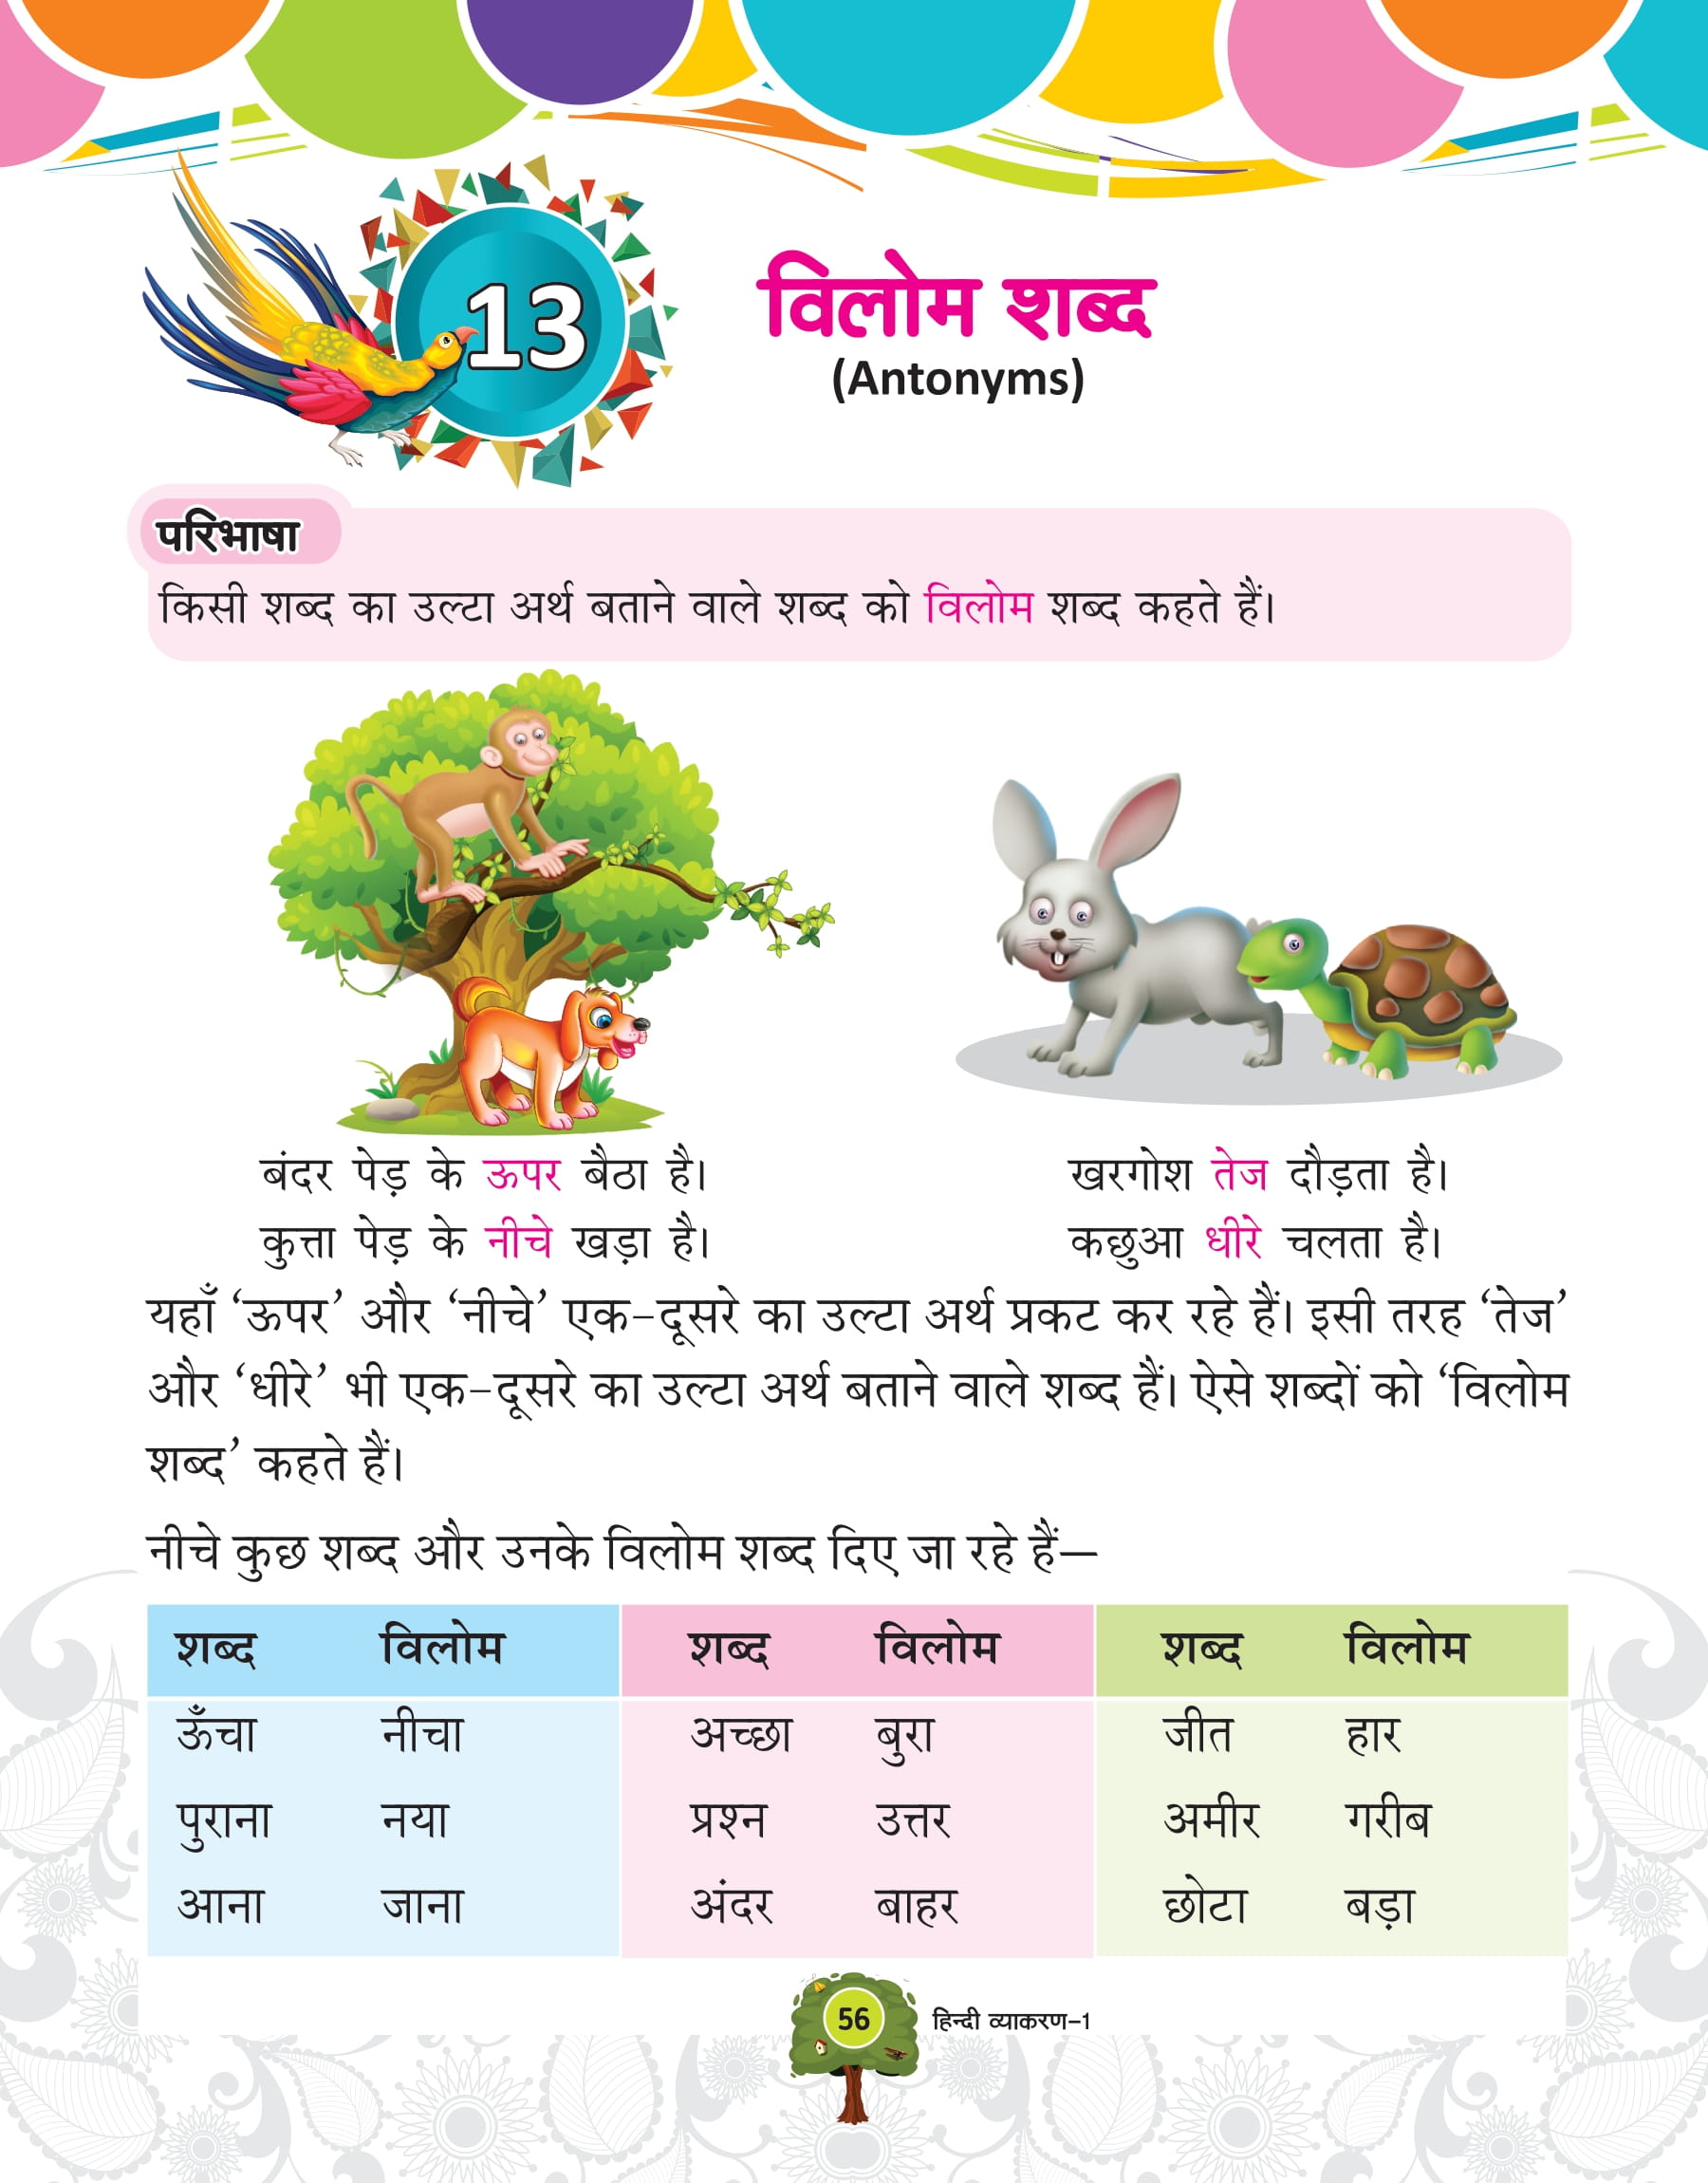 13
विलोम शब्द
(Antonyms)
परिभाषा
किसी शब्द का उल्टा अर्थ बताने वाले शब्द को विलोम शब्द कहते हैं।
बंदर पेड़ के ऊपर बैठा है।
कुत्ता पेड़ के नीचे खड़ा है।
खरगोश तेज दौड़ता है।
कछुआ धीरे चलता है।
यहाँ ‘ऊपर’ और ‘नीचे’ एक-दूसरे का उल्टा अर्थ प्रकट कर रहे हैं। इसी तरह ‘तेज’
और ‘धीरे’ भी एक-दूसरे का उल्टा अर्थ बताने वाले शब्द हैं। ऐसे शब्दों को ‘विलोम
शब्द’ कहते हैं।
नीचे कुछ शब्द और उनके विलोम शब्द दिए जा रहे हैं—
शब्द विलोम शब्द विलोम शब्द विलोम
ऊँचा नीचा अच्छा बुरा जीत हार
पुराना नया प्रश्न उत्तर अमीर गरीब
आना जाना अंदर बाहर छोटा बड़ा
56 हिन्दी व्याकरण-1